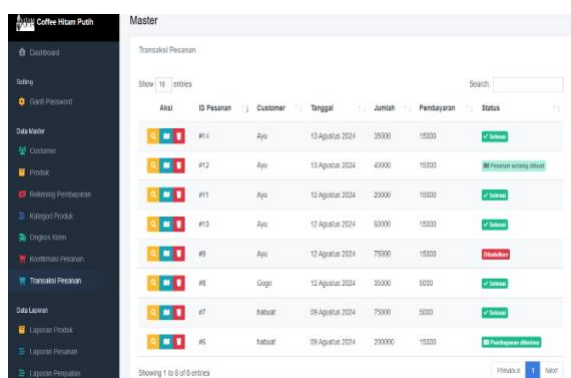 Coffee Hitam Putih
Master
Dashboard
Setting
Ganti Password
Data Master
Customer
Produk
Rekening Pembayaran
Kategori Produk
Ongkos Kirim
Konfirmasi Pesanan
Transaksi Pesanan
Data Laporan
Laporan Produk
Laporan Pesanan
Laporan Penjualan
Transaksi Pesanan
Show 10 entries
Search:
Aksi ID Pesanan Customer Tanggal Jumlah Pembayaran Status
#14 Ayu 13 Agustus 2024 35000 15000 Selesai
#12 Ayu 13 Agustus 2024 40000 15000 Pesanan sedang dibuat
#11 Ayu 12 Agustus 2024 20000 15000 Selesai
#10 Ayu 12 Agustus 2024 60000 15000 Selesai
#9 Ayu 12 Agustus 2024 75000 15000 Dibatalkan
#8 Gogo 12 Agustus 2024 35000 5000 Selesai
#7 habuat 09 Agustus 2024 75000 5000 Selesai
#6 habuat 09 Agustus 2024 200000 15000 Pembayaran diterima
Showing 1 to 8 of 8 entries
Previous 1 Next